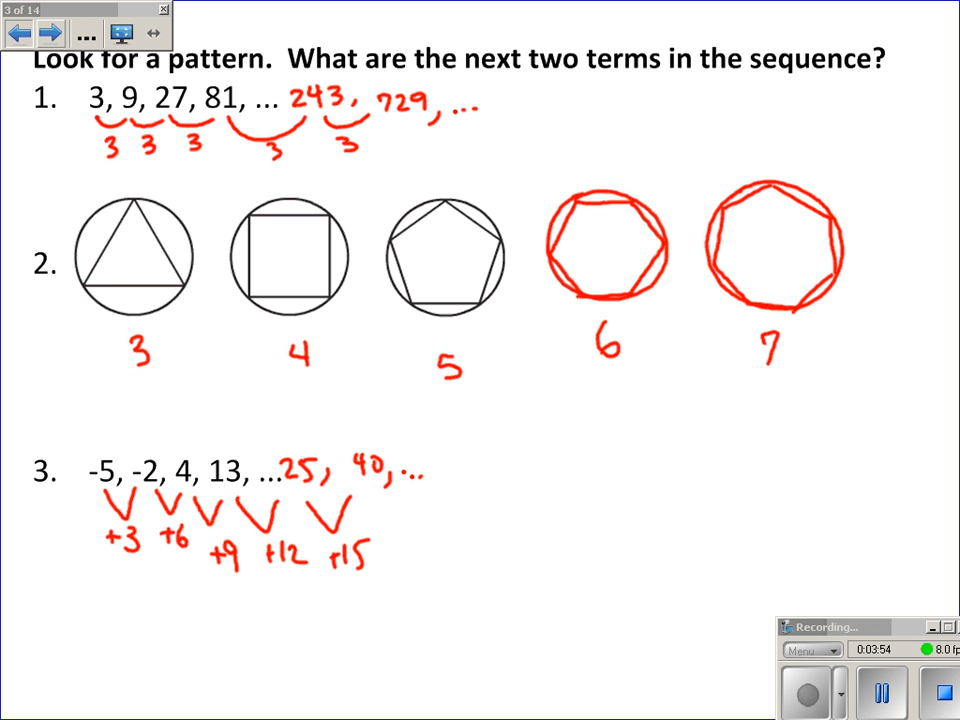 3 of 14
...
Look for a pattern. What are the next two terms in the sequence?
1. 3, 9, 27, 81, ... 243, 729, ...
3 3 3 3 3
2.
3 4 5 6 7
3. -5, -2, 4, 13, ... 25, 40, ...
+3 +6 +9 +12 +15
Recording...
Menu 0:03:54 8.0 fp